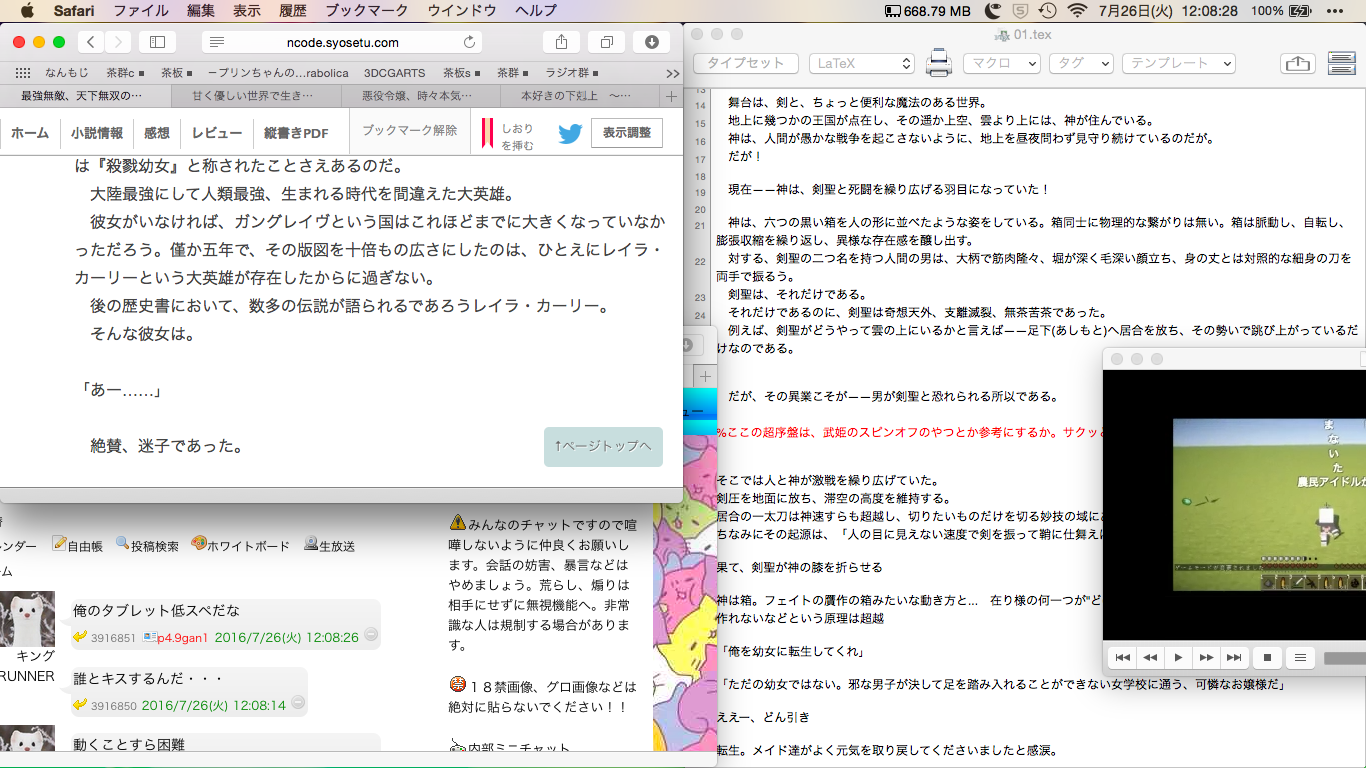 Safari ファイル 編集 表示 履歴 ブックマーク ウインドウ ヘルプ 668.79 MB 7月26日(火) 12:08:28 100%
ncode.syosetu.com
なんもじ 茶群c 茶板 ープリンちゃんの…rabolica 3DCGARTS 茶板s 茶群 ラジオ群
最強無敵、天下無双の… 甘く優しい世界で生き… 悪役令嬢、時々本気… 本好きの下剋上 〜…
ホーム 小説情報 感想 レビュー 縦書きPDF ブックマーク解除 しおりを挿む 表示調整
は『殺戮幼女』と称されたことさえあるのだ。
大陸最強にして人類最強、生まれる時代を間違えた大英雄。
彼女がいなければ、ガングレイヴという国はこれほどまでに大きくなっていなか
っただろう。僅か五年で、その版図を十倍もの広さにしたのは、ひとえにレイラ・
カーリーという大英雄が存在したからに過ぎない。
後の歴史書において、数多の伝説が語られるであろうレイラ・カーリー。
そんな彼女は。
「あー……」
絶賛、迷子であった。
↑ページトップへ
ンダー 自由帳 投稿検索 ホワイトボード 生放送
ーム
俺のタブレット低スペだな
3916851 p4.9gan1 2016/7/26(火) 12:08:26
キング
RUNNER
誰とキスするんだ・・・
3916850 2016/7/26(火) 12:08:14
動くことすら困難
みんなのチャットですので喧
嘩しないように仲良くお願いし
ます。会話の妨害、暴言などは
やめましょう。荒らし、煽りは
相手にせずに無視機能へ。非常
識な人は規制する場合がありま
す。
１８禁画像、グロ画像などは
絶対に貼らないでください！！
内部ミニチャット
01.tex
タイプセット LaTeX マクロ タグ テンプレート
13
14 舞台は、剣と、ちょっと便利な魔法のある世界。
15 地上に幾つかの王国が点在し、その遥か上空、雲より上には、神が住んでいる。
16 神は、人間が愚かな戦争を起こさないように、地上を昼夜問わず見守り続けているのだが。
17 だが！
18
19 現在ーー神は、剣聖と死闘を繰り広げる羽目になっていた！
20
21 神は、六つの黒い箱を人の形に並べたような姿をしている。箱同士に物理的な繋がりは無い。箱は脈動し、自転し、
膨張収縮を繰り返し、異様な存在感を醸し出す。
22 対する、剣聖の二つ名を持つ人間の男は、大柄で筋肉隆々、堀が深く毛深い顔立ち、身の丈とは対照的な細身の刀を
両手で振るう。
23 剣聖は、それだけである。
24 それだけであるのに、剣聖は奇想天外、支離滅裂、無茶苦茶であった。
例えば、剣聖がどうやって雲の上にいるかと言えばーー足下(あしもと)へ居合を放ち、その勢いで跳び上がっているだ
けなのである。
だが、その異業こそがーー男が剣聖と恐れられる所以である。
%ここの超序盤は、武姫のスピンオフのやつとか参考にするか。サクッと
そこでは人と神が激戦を繰り広げていた。
剣圧を地面に放ち、滞空の高度を維持する。
居合の一太刀は神速すらも超越し、切りたいものだけを切る妙技の域に
ちなみにその起源は、「人の目に見えない速度で剣を振って鞘に仕舞え
果て、剣聖が神の膝を折らせる
神は箱。フェイトの贋作の箱みたいな動き方と… 在り様の何一つが"ど
作れないなどという原理は超越
「俺を幼女に転生してくれ」
「ただの幼女ではない。邪な男子が決して足を踏み入れることができない女学校に通う、可憐なお嬢様だ」
ええー、どん引き
転生。メイド達がよく元気を取り戻してくださいましたと感涙。
まないた
農民アイドルか